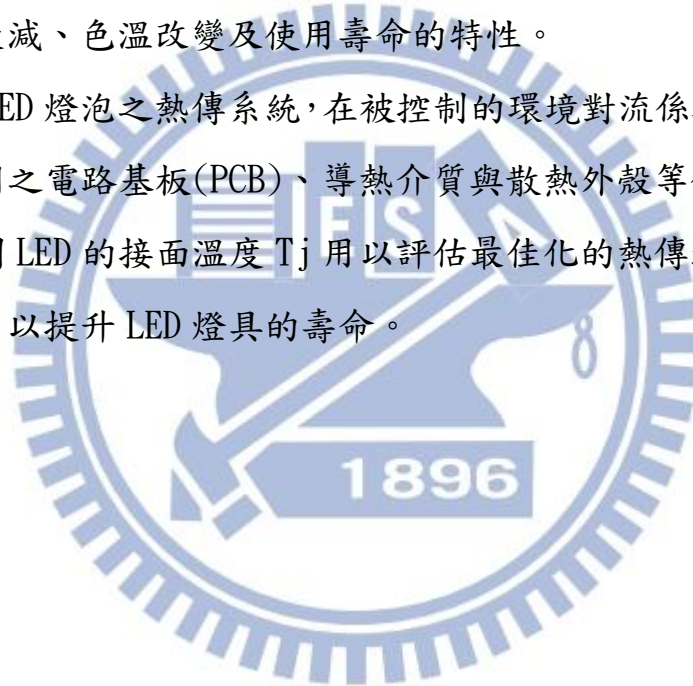 減、色溫改變及使用壽命的特性。
ED 燈泡之熱傳系統，在被控制的環境對流係
之電路基板(PCB)、導熱介質與散熱外殼等
LED 的接面溫度 Tj 用以評估最佳化的熱傳
以提升 LED 燈具的壽命。
ES
1896